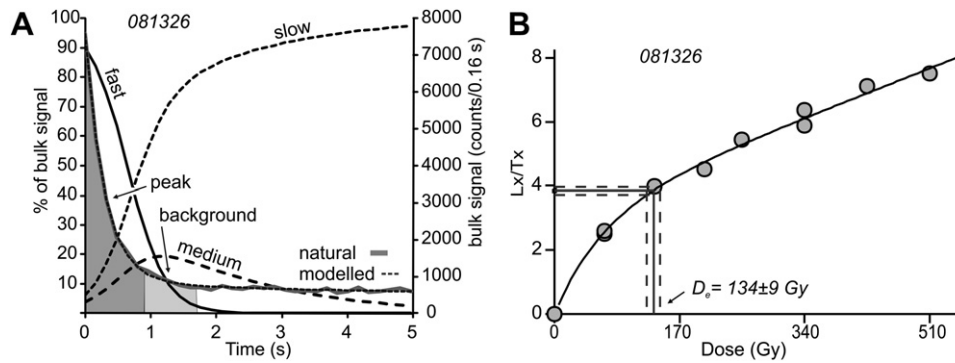 A
081326
% of bulk signal
100
90
80
70
60
50
40
30
20
10
fast
slow
peak
background
medium
natural
modelled
8000
7000
6000
5000
4000
3000
2000
1000
0
bulk signal (counts/0.16 s)
0 1 2 3 4 5
Time (s)
B
081326
Lx/Tx
8
6
4
2
0
Dₑ= 134±9 Gy
0 170 340 510
Dose (Gy)